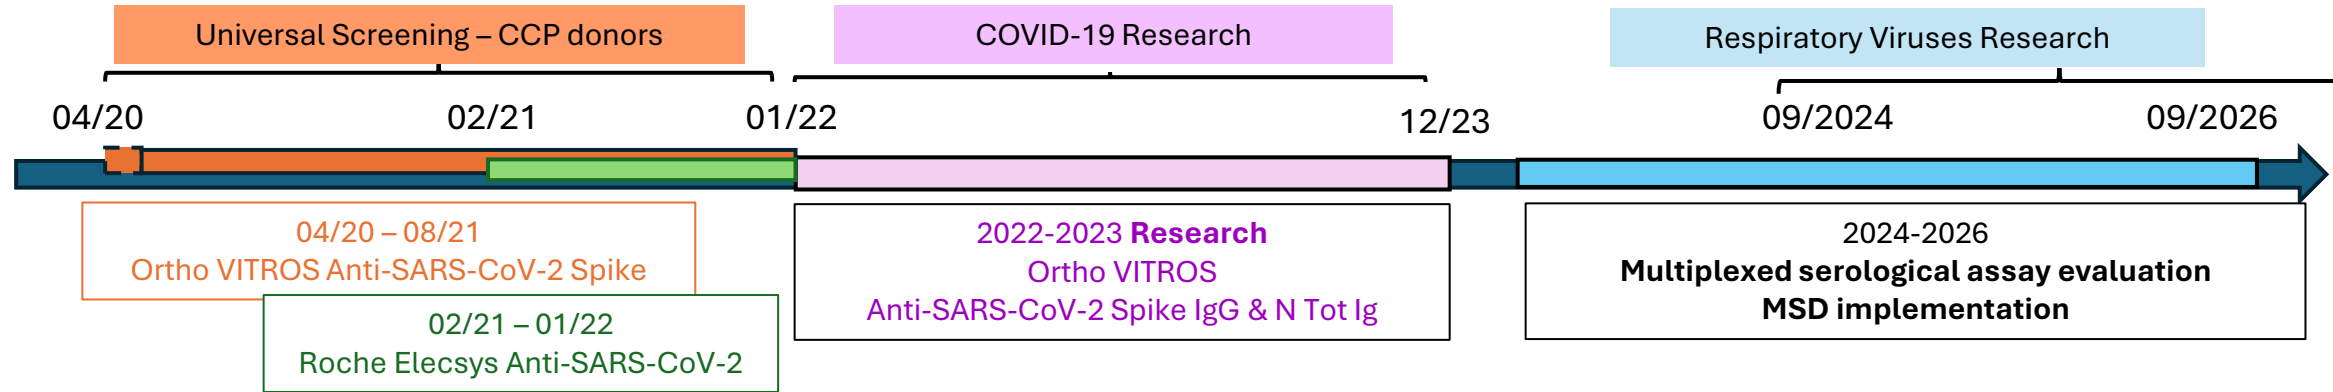 Universal Screening – CCP donors
COVID-19 Research
Respiratory Viruses Research
04/20
02/21
01/22
12/23
09/2024
09/2026
04/20 – 08/21
Ortho VITROS Anti-SARS-CoV-2 Spike
02/21 – 01/22
Roche Elecsys Anti-SARS-CoV-2
2022-2023 Research
Ortho VITROS
Anti-SARS-CoV-2 Spike IgG & N Tot Ig
2024-2026
Multiplexed serological assay evaluation
MSD implementation